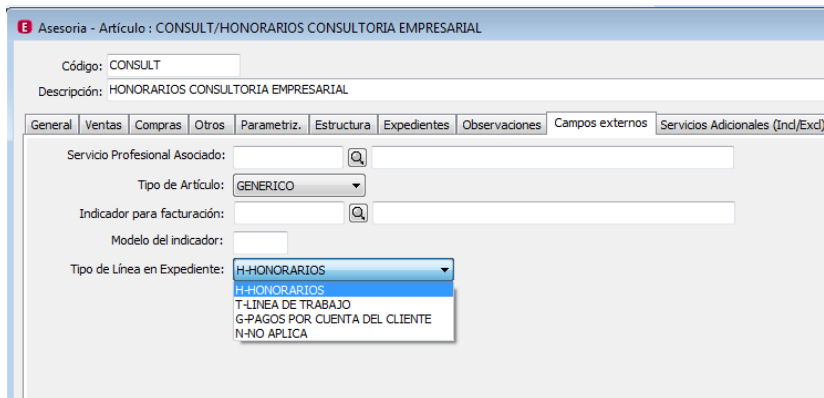 E Asesoria - Artículo : CONSULT/HONORARIOS CONSULTORIA EMPRESARIAL
Código: CONSULT
Descripción: HONORARIOS CONSULTORIA EMPRESARIAL
General Ventas Compras Otros Parametriz. Estructura Expedientes Observaciones Campos externos Servicios Adicionales (Incl/Excl)
Servicio Profesional Asociado:
Tipo de Artículo: GENERICO
Indicador para facturación:
Modelo del indicador:
Tipo de Línea en Expediente: H-HONORARIOS
H-HONORARIOS
T-LINEA DE TRABAJO
G-PAGOS POR CUENTA DEL CLIENTE
N-NO APLICA